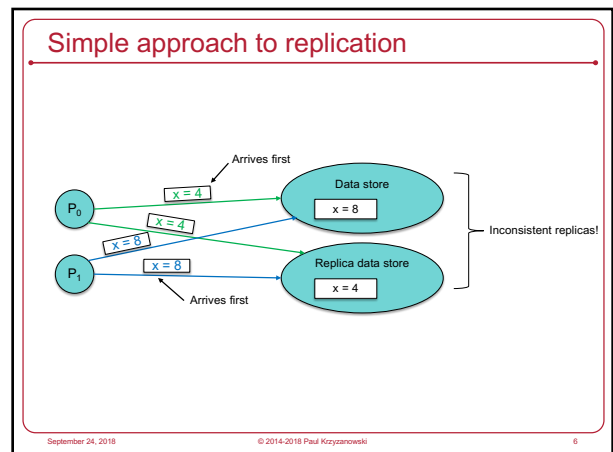 Simple approach to replication
Arrives first
Data store
x = 4
x = 8
P0
x = 4
Inconsistent replicas!
x = 8
Replica data store
P1
x = 8
x = 4
Arrives first
September 24, 2018
© 2014-2018 Paul Krzyzanowski
6